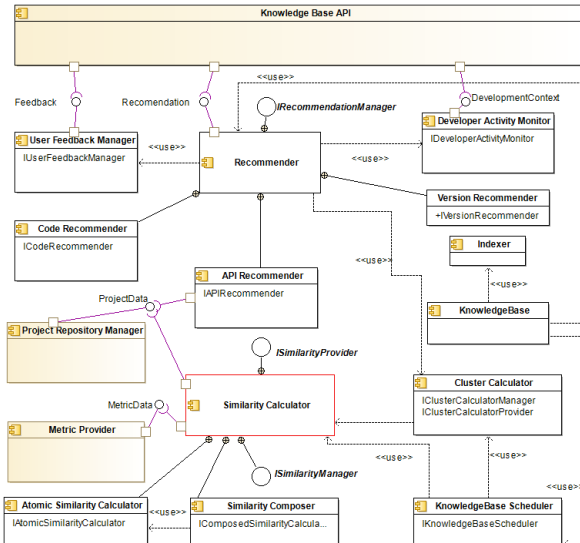 Knowledge Base API
<<use>>
Feedback
Recomendation
DevelopmentContext
IRecommendationManager
User Feedback Manager
IUserFeedbackManager
<<use>>
Recommender
<<use>>
Developer Activity Monitor
IDeveloperActivityMonitor
Version Recommender
+IVersionRecommender
Code Recommender
ICodeRecommender
Indexer
<<use>>
<<use>>
API Recommender
IAPIRecommender
ProjectData
KnowledgeBase
Project Repository Manager
ISimilarityProvider
Similarity Calculator
Cluster Calculator
IClusterCalculatorManager
IClusterCalculatorProvider
MetricData
Metric Provider
<<use>>
<<use>>
ISimilarityManager
<<use>>
Atomic Similarity Calculator
IAtomicSimilarityCalculator
<<use>>
Similarity Composer
IComposedSimilarityCalcula...
KnowledgeBase Scheduler
IKnowledgeBaseScheduler